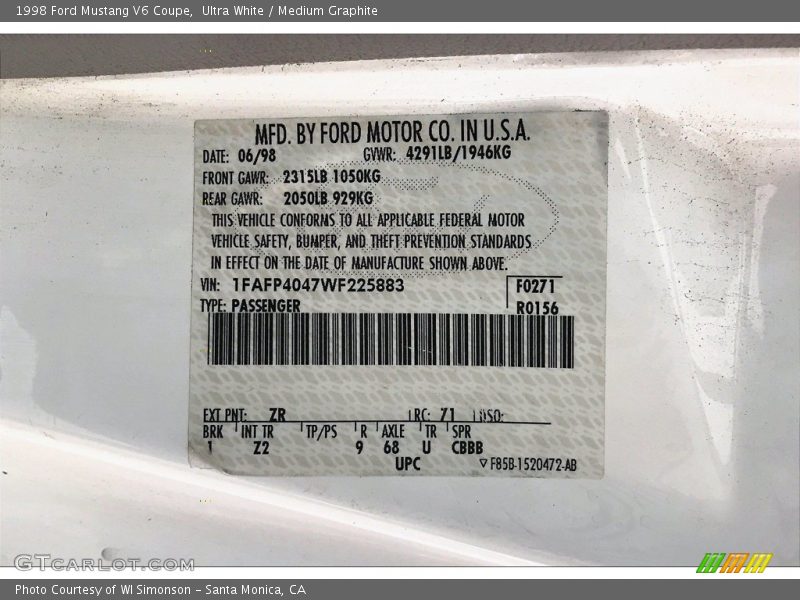 1998 Ford Mustang V6 Coupe, Ultra White / Medium Graphite
MFD. BY FORD MOTOR CO. IN U.S.A.
DATE: 06/98 GVWR: 4291LB/1946KG
FRONT GAWR: 2315LB 1050KG
REAR GAWR: 2050LB 929KG
THIS VEHICLE CONFORMS TO ALL APPLICABLE FEDERAL MOTOR
VEHICLE SAFETY, BUMPER, AND THEFT PREVENTION STANDARDS
IN EFFECT ON THE DATE OF MANUFACTURE SHOWN ABOVE.
VIN: 1FAFP4047WF225883 F0271
TYPE: PASSENGER R0156
EXT PNT: ZR RC: 71 DSO:
BRK INT TR TP/PS R AXLE TR SPR
1 Z2 9 68 U CBBB
UPC ▽F85B-1520472-AB
GTCARLOT.COM
Photo Courtesy of WI Simonson - Santa Monica, CA